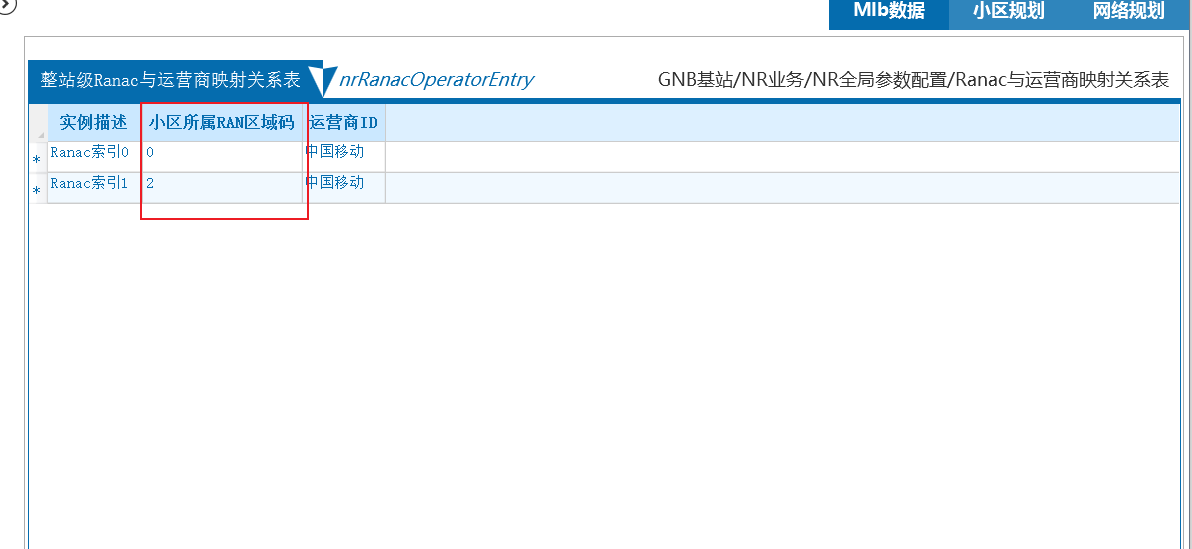 MIb数据 小区规划 网络规划
整站级Ranac与运营商映射关系表 nrRanacOperatorEntry GNB基站/NR业务/NR全局参数配置/Ranac与运营商映射关系表
实例描述 小区所属RAN区域码 运营商ID
* Ranac索引0 0 中国移动
* Ranac索引1 2 中国移动